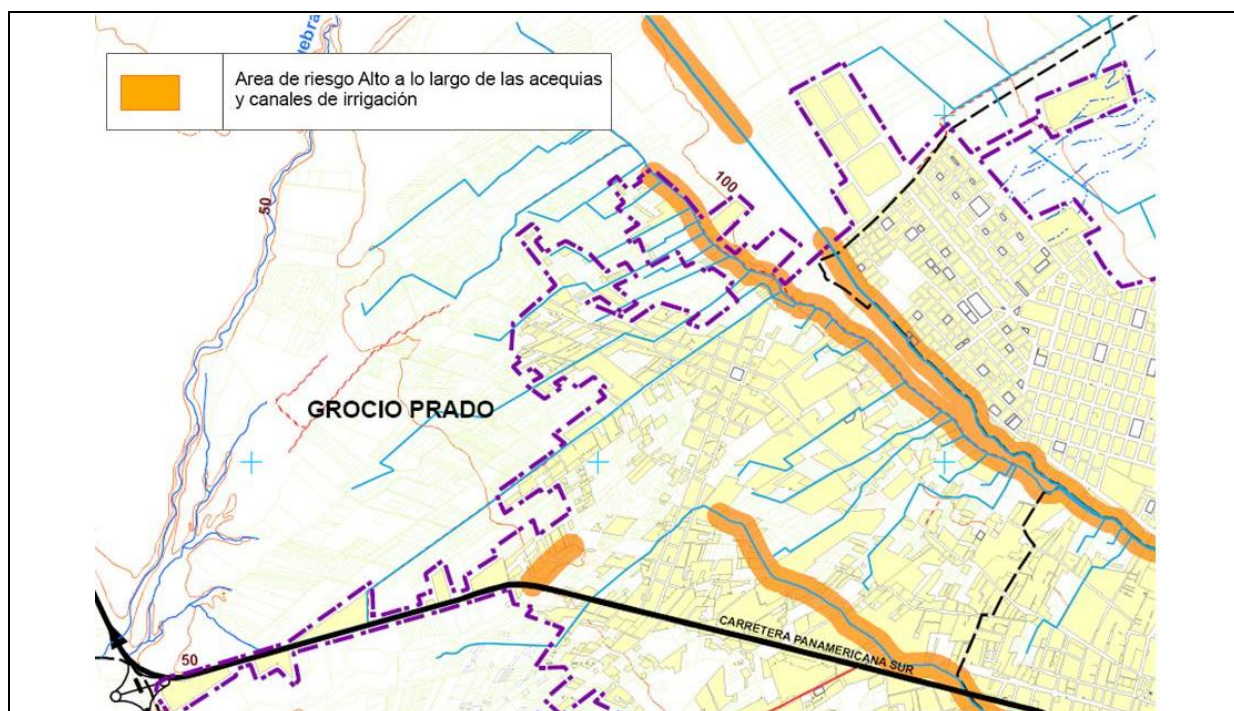 uebra
Area de riesgo Alto a lo largo de las acequias
y canales de irrigación
50
100
GROCIO PRADO
CARRETERA PANAMERICANA SUR
50